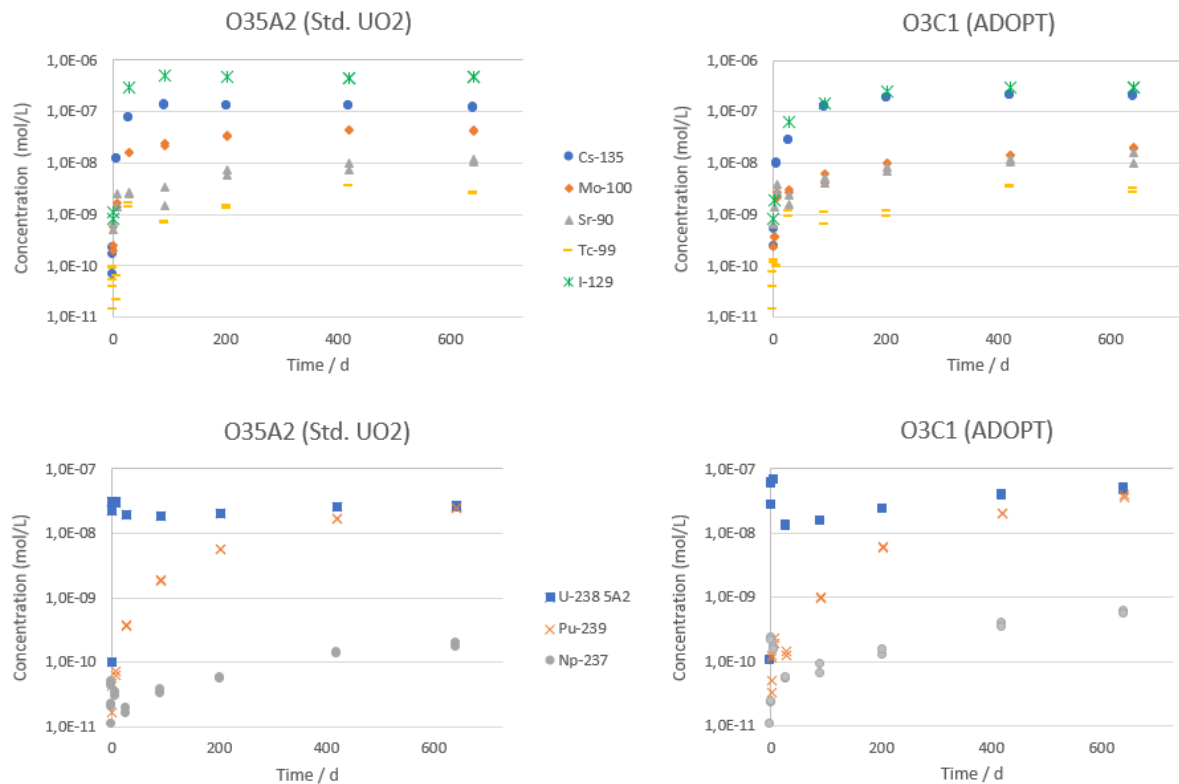 O35A2 (Std. UO2)
Concentration (mol/L)
1,0E-06
1,0E-07
1,0E-08
1,0E-09
1,0E-10
1,0E-11
0
200
400
600
Time / d
Cs-135
Mo-100
Sr-90
Tc-99
I-129
O3C1 (ADOPT)
Concentration (mol/L)
1,0E-06
1,0E-07
1,0E-08
1,0E-09
1,0E-10
1,0E-11
0
200
400
600
Time / d
O35A2 (Std. UO2)
Concentration (mol/L)
1,0E-07
1,0E-08
1,0E-09
1,0E-10
1,0E-11
0
200
400
600
Time / d
U-238 5A2
Pu-239
Np-237
O3C1 (ADOPT)
Concentration (mol/L)
1,0E-07
1,0E-08
1,0E-09
1,0E-10
1,0E-11
0
200
400
600
Time / d